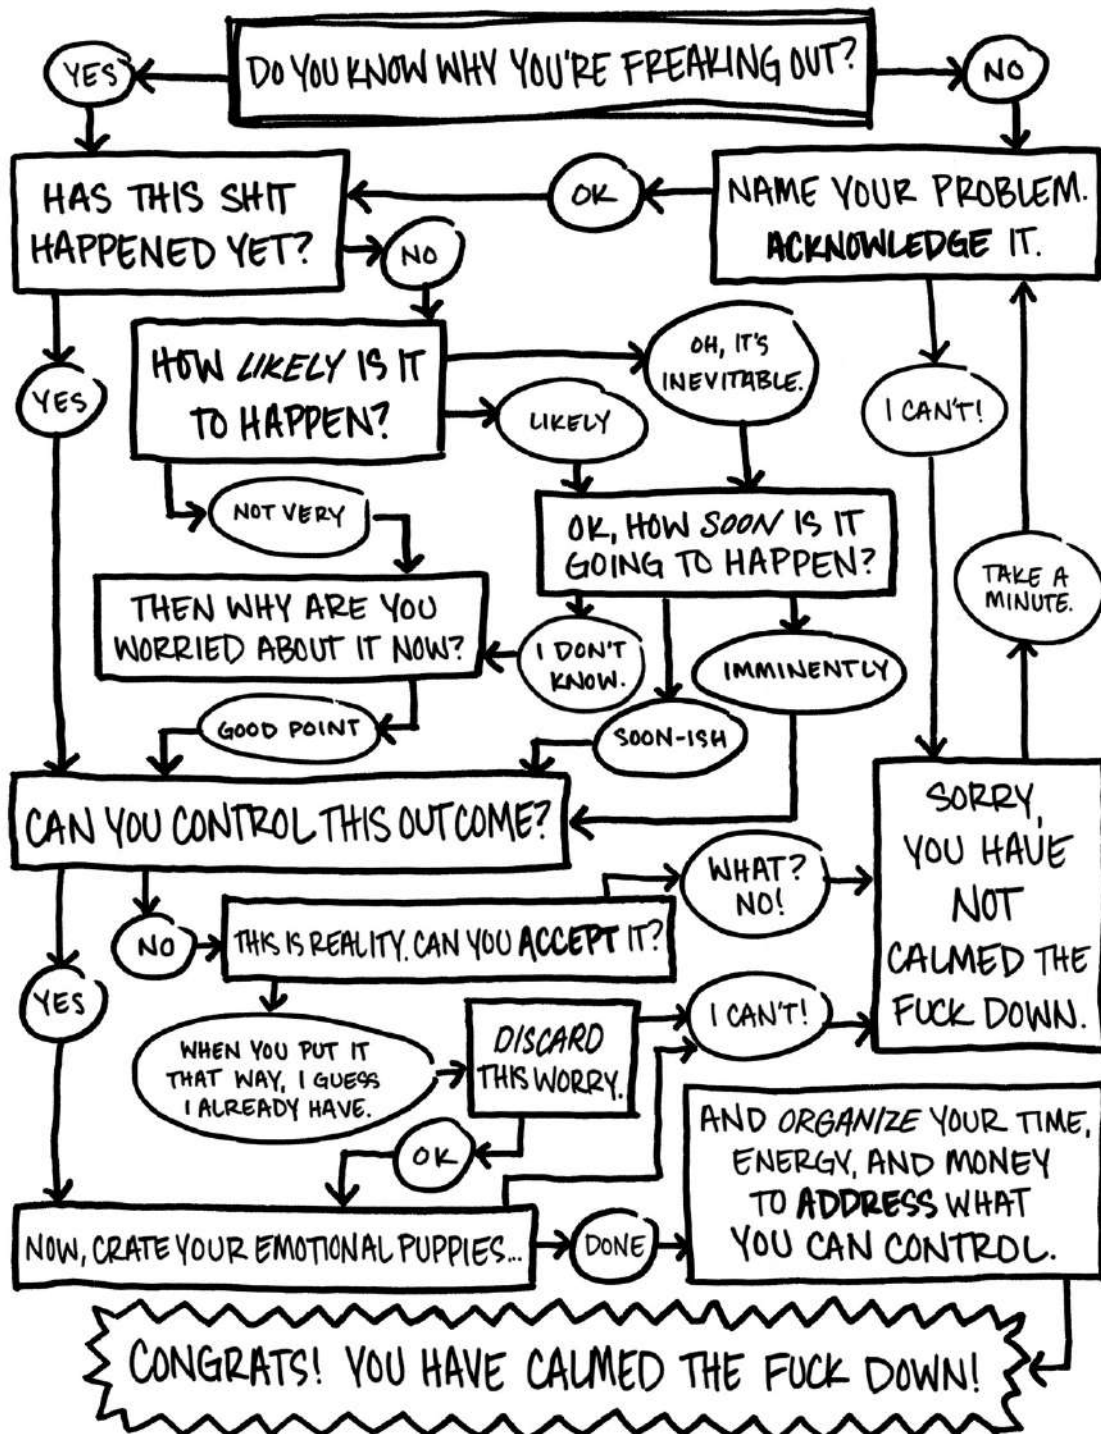 DO YOU KNOW WHY YOU'RE FREAKING OUT?
YES
NO
HAS THIS SHIT
HAPPENED YET?
OK
NAME YOUR PROBLEM.
ACKNOWLEDGE IT.
NO
YES
HOW LIKELY IS IT
TO HAPPEN?
OH, IT'S
INEVITABLE.
LIKELY
I CAN'T!
NOT VERY
OK, HOW SOON IS IT
GOING TO HAPPEN?
TAKE A
MINUTE.
THEN WHY ARE YOU
WORRIED ABOUT IT NOW?
I DON'T
KNOW.
IMMINENTLY
GOOD POINT
SOON-ISH
CAN YOU CONTROL THIS OUTCOME?
SORRY,
YOU HAVE
NOT
CALMED THE
FUCK DOWN.
WHAT?
NO!
NO
THIS IS REALITY. CAN YOU ACCEPT IT?
YES
WHEN YOU PUT IT
THAT WAY, I GUESS
I ALREADY HAVE.
DISCARD
THIS WORRY.
I CAN'T!
OK
AND ORGANIZE YOUR TIME,
ENERGY, AND MONEY
TO ADDRESS WHAT
YOU CAN CONTROL.
NOW, CRATE YOUR EMOTIONAL PUPPIES...
DONE
CONGRATS! YOU HAVE CALMED THE FUCK DOWN!